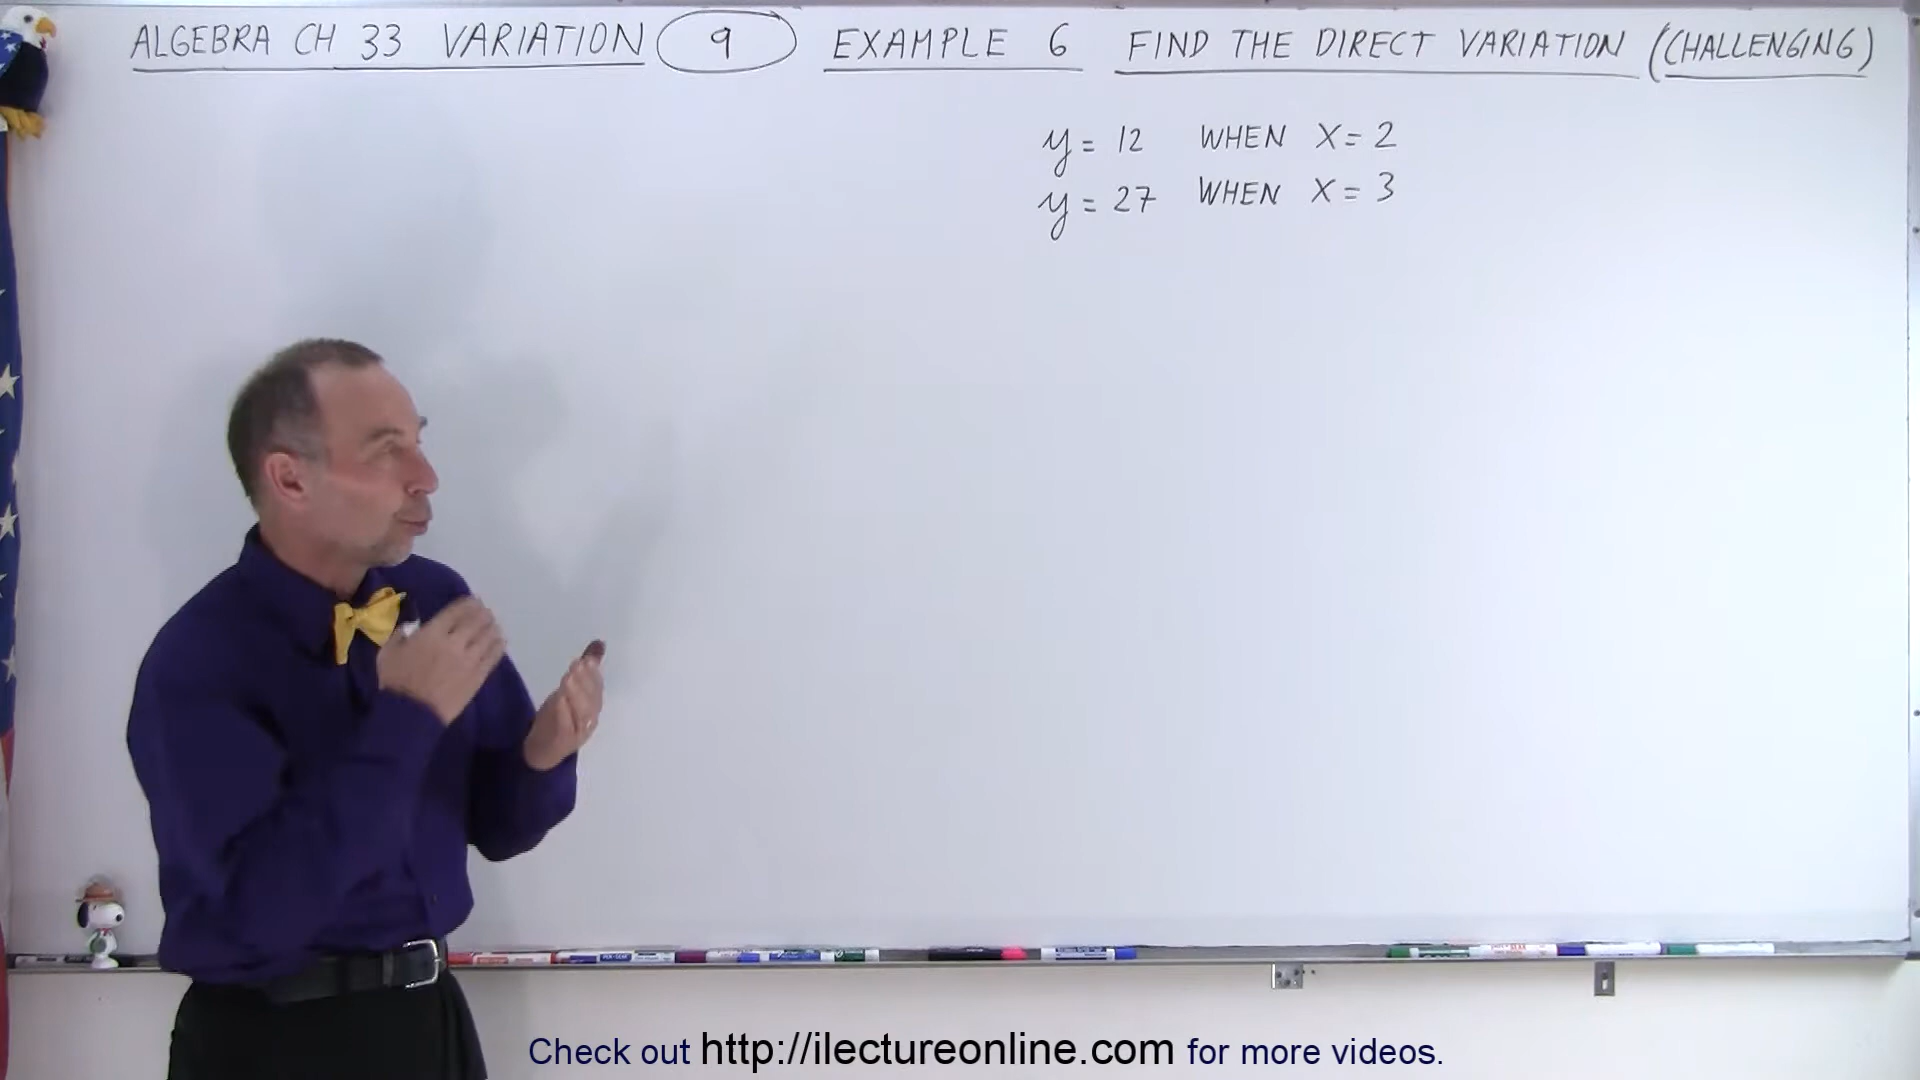 ALGEBRA CH 33 VARIATION 9 EXAMPLE 6 FIND THE DIRECT VARIATION (CHALLENGING)
y = 12 WHEN X = 2
y = 27 WHEN X = 3
Check out http://ilectureonline.com for more videos.